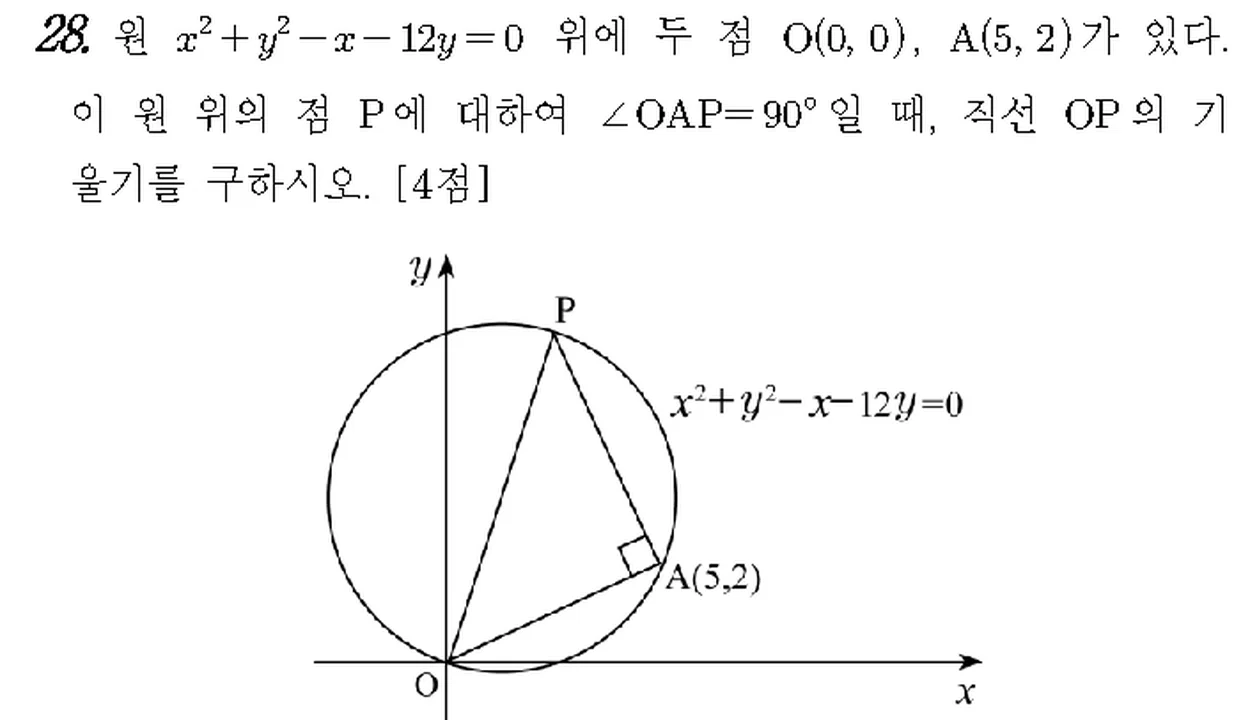 28. 원 x²+y²−x−12y=0 위에 두 점 O(0, 0), A(5, 2)가 있다.
이 원 위의 점 P에 대하여 ∠OAP=90°일 때, 직선 OP의 기
울기를 구하시오. [4점]
y
P
x²+y²−x−12y=0
A(5,2)
O
x